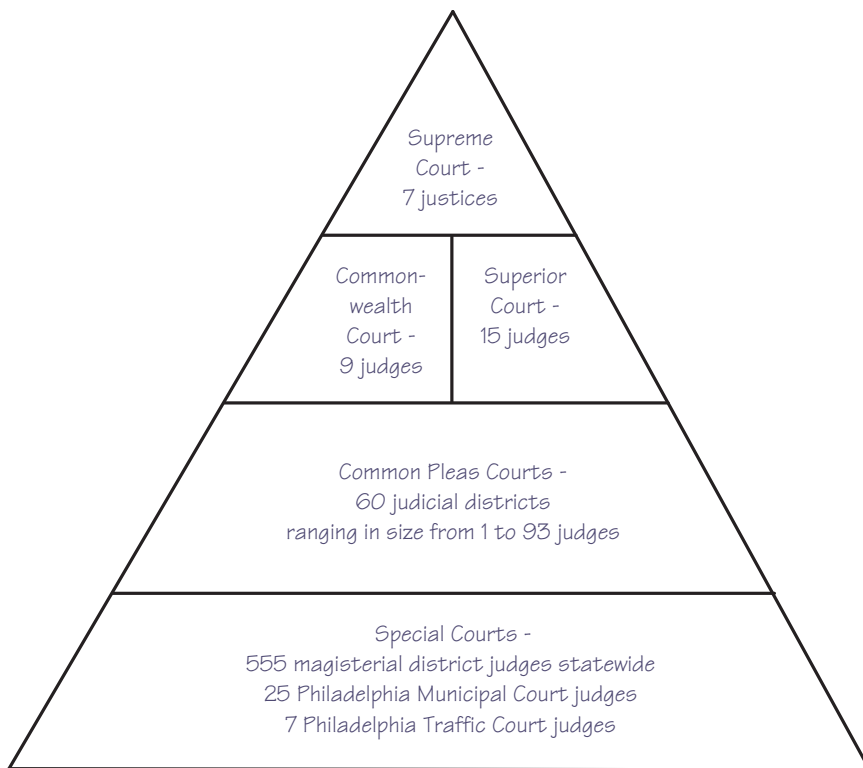 Supreme
Court -
7 justices
Common-
wealth
Court -
9 judges
Superior
Court -
15 judges
Common Pleas Courts -
60 judicial districts
ranging in size from 1 to 93 judges
Special Courts -
555 magisterial district judges statewide
25 Philadelphia Municipal Court judges
7 Philadelphia Traffic Court judges